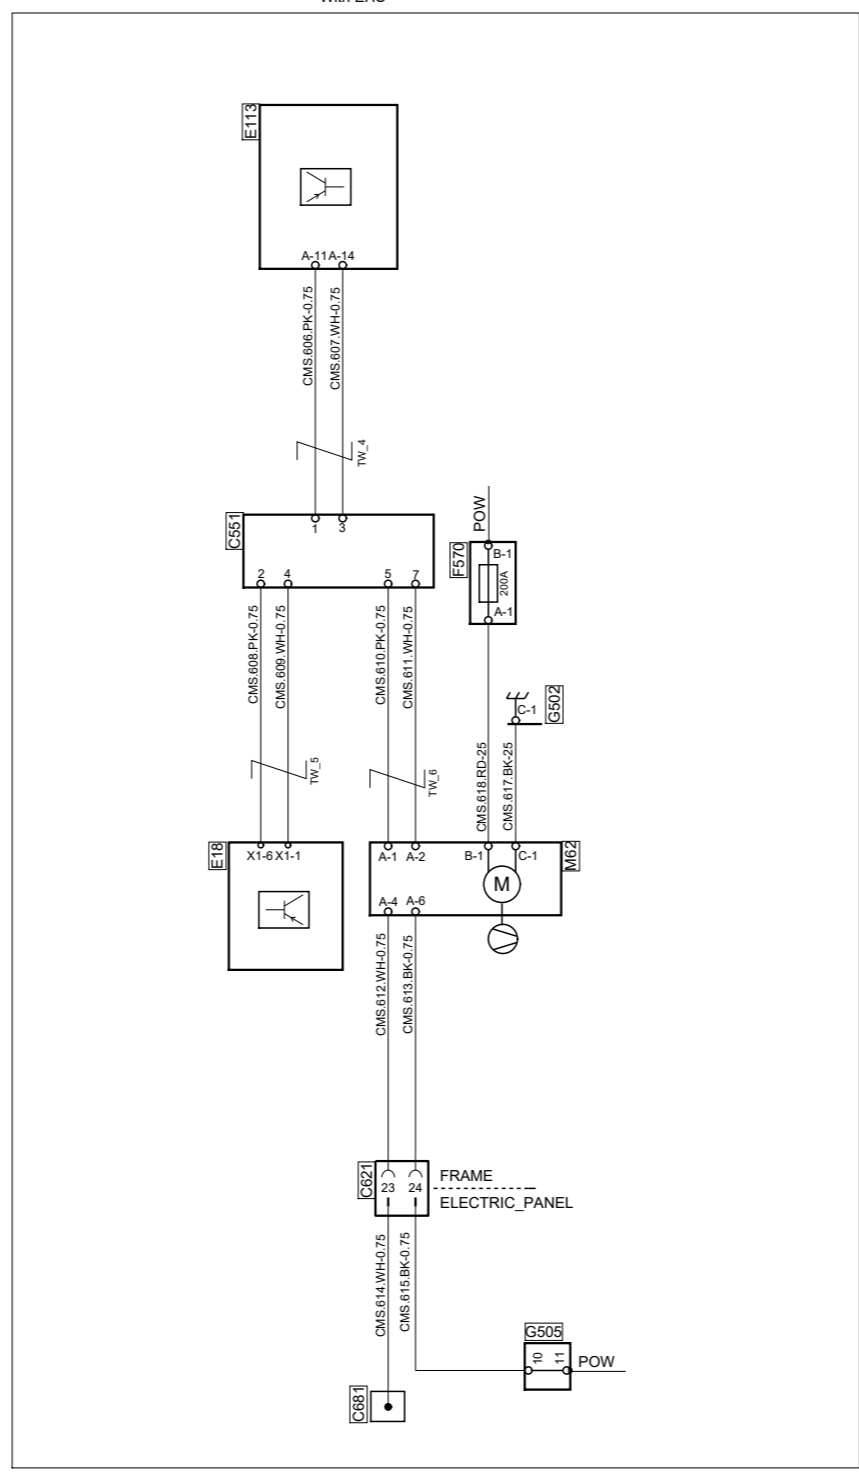 With EHS
E113
A-11 A-14
CMS.606.PK-0.75
CMS.607.WH-0.75
TW_4
C551
1 3
2 4 5 7
POW
F570
B-1
200A
A-1
CMS.608.PK-0.75
CMS.609.WH-0.75
CMS.610.PK-0.75
CMS.611.WH-0.75
C-1
G502
TW_5
TW_6
CMS.618.RD-25
CMS.617.BK-25
E18
X1-6 X1-1
A-1 A-2
B-1 C-1
M62
M
A-4 A-6
CMS.612.WH-0.75
CMS.613.BK-0.75
C621
23 24
FRAME
ELECTRIC_PANEL
CMS.614.WH-0.75
CMS.615.BK-0.75
G505
10 11
POW
C681